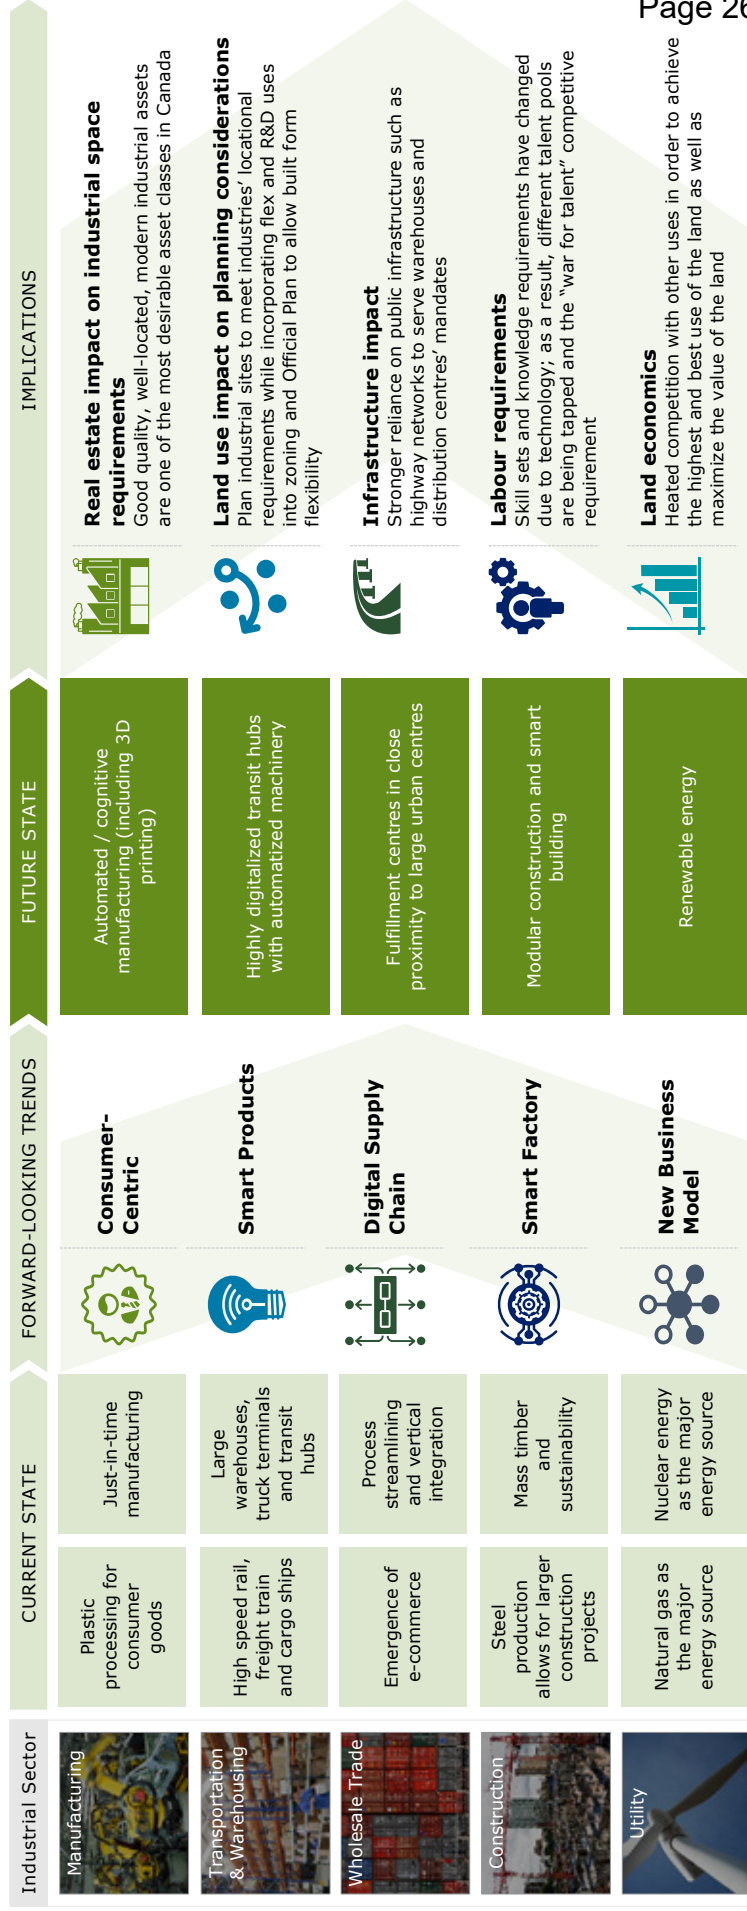 Page 26
Industrial Sector
CURRENT STATE
FORWARD-LOOKING TRENDS
FUTURE STATE
IMPLICATIONS
Manufacturing
Plastic
processing for
consumer
goods
Just-in-time
manufacturing
Consumer-
Centric
Automated / cognitive
manufacturing (including 3D
printing)
Real estate impact on industrial space
requirements
Good quality, well-located, modern industrial assets
are one of the most desirable asset classes in Canada
Transportation
& Warehousing
High speed rail,
freight train
and cargo ships
Large
warehouses,
truck terminals
and transit
hubs
Smart Products
Highly digitalized transit hubs
with automatized machinery
Land use impact on planning considerations
Plan industrial sites to meet industries’ locational
requirements while incorporating flex and R&D uses
into zoning and Official Plan to allow built form
flexibility
Wholesale Trade
Emergence of
e-commerce
Process
streamlining
and vertical
integration
Digital Supply
Chain
Fulfillment centres in close
proximity to large urban centres
Infrastructure impact
Stronger reliance on public infrastructure such as
highway networks to serve warehouses and
distribution centres’ mandates
Construction
Steel
production
allows for larger
construction
projects
Mass timber
and
sustainability
Smart Factory
Modular construction and smart
building
Labour requirements
Skill sets and knowledge requirements have changed
due to technology; as a result, different talent pools
are being tapped and the “war for talent” competitive
requirement
Utility
Natural gas as
the major
energy source
Nuclear energy
as the major
energy source
New Business
Model
Renewable energy
Land economics
Heated competition with other uses in order to achieve
the highest and best use of the land as well as
maximize the value of the land